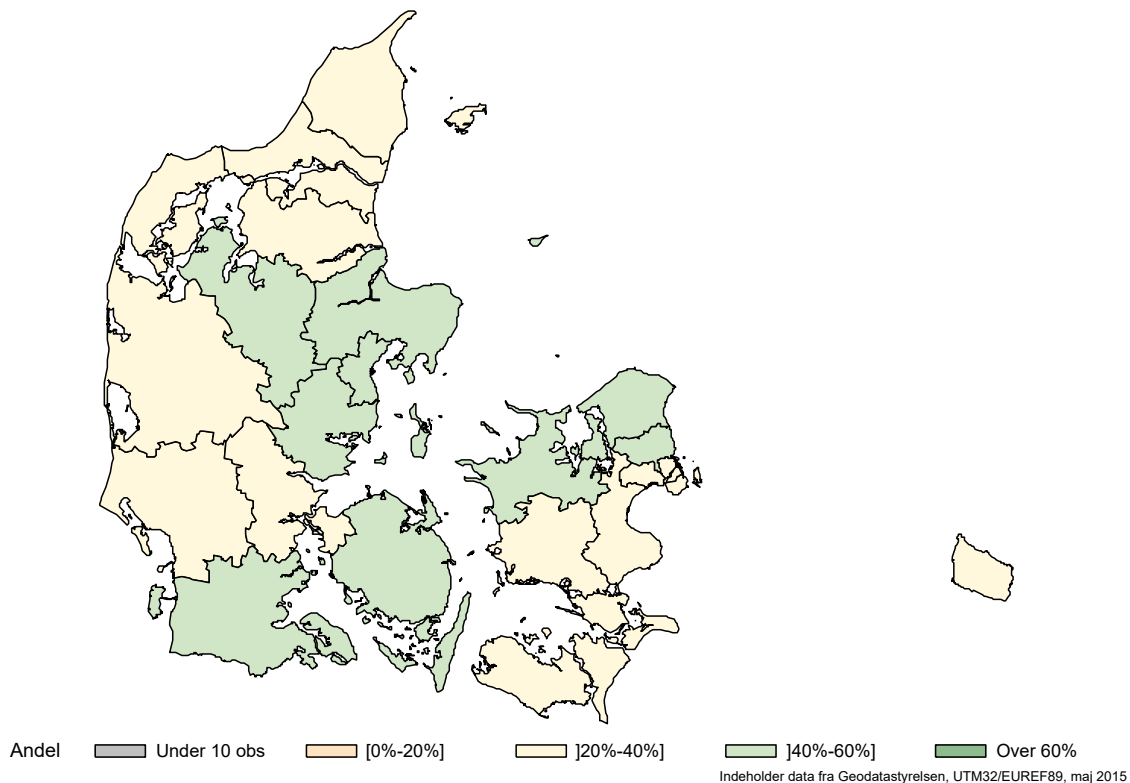 Andel Under 10 obs [0%-20%] ]20%-40%] ]40%-60%] Over 60%
Indeholder data fra Geodatastyrelsen, UTM32/EUREF89, maj 2015